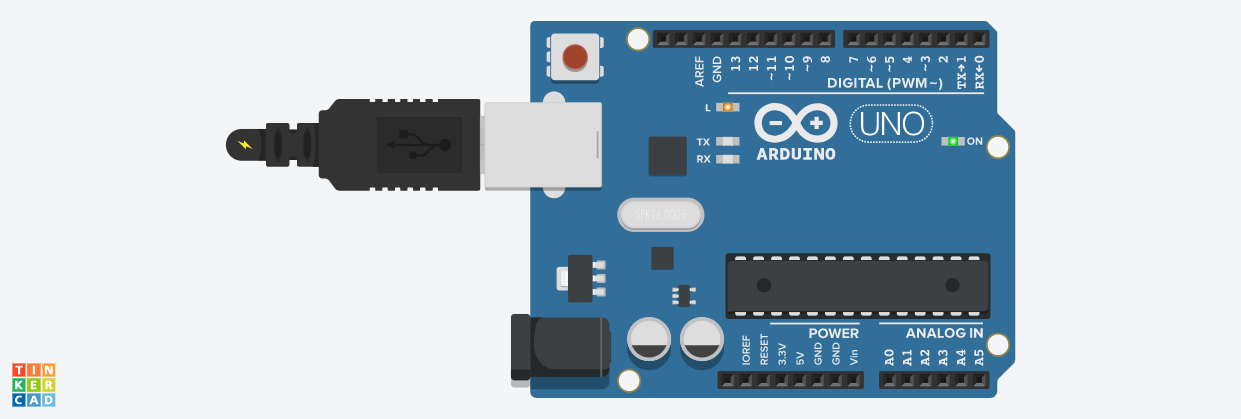 AREF
GND
13
12
~11
~10
~9
8
7
~6
~5
4
~3
2
TX→1
RX←0
DIGITAL (PWM~)
L
TX
RX
ARDUINO
UNO
ON
SPK16.000G
POWER
ANALOG IN
IOREF
RESET
3.3V
5V
GND
GND
Vin
A0
A1
A2
A3
A4
A5
TIN
KER
CAD